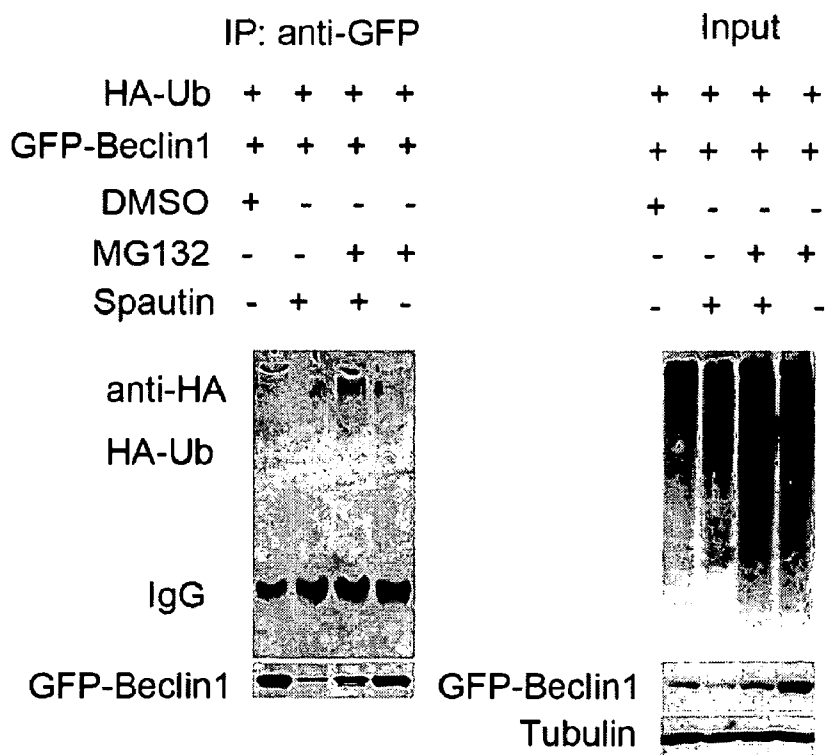 IP: anti-GFP Input
HA-Ub + + + + + + + +
GFP-Beclin1 + + + + + + + +
DMSO + - - - + - - -
MG132 - - + + - - + +
Spautin - + + - - + + -
anti-HA
HA-Ub
IgG
GFP-Beclin1 GFP-Beclin1
Tubulin